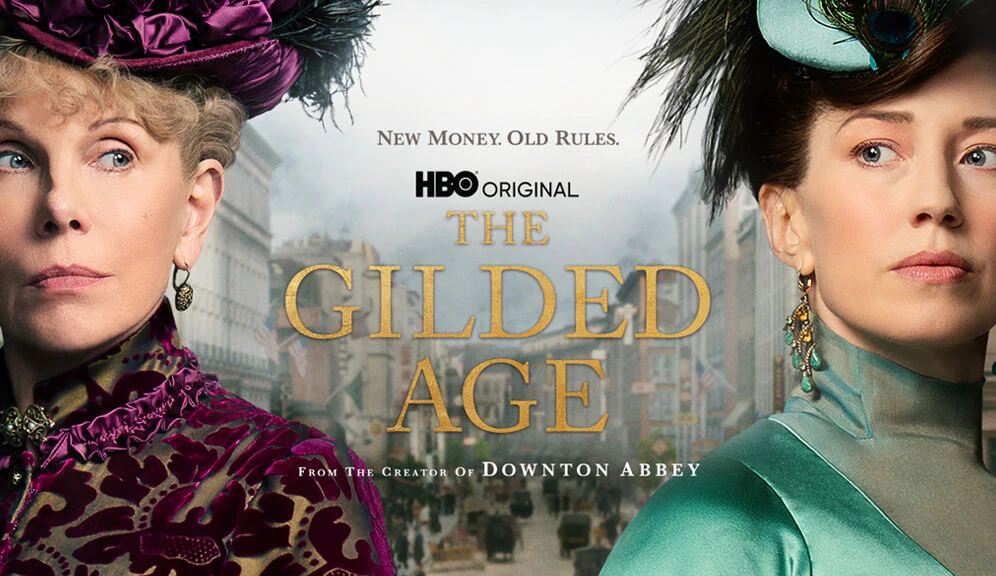 NEW MONEY. OLD RULES.
HBO ORIGINAL
THE
GILDED
AGE
FROM THE CREATOR OF DOWNTON ABBEY